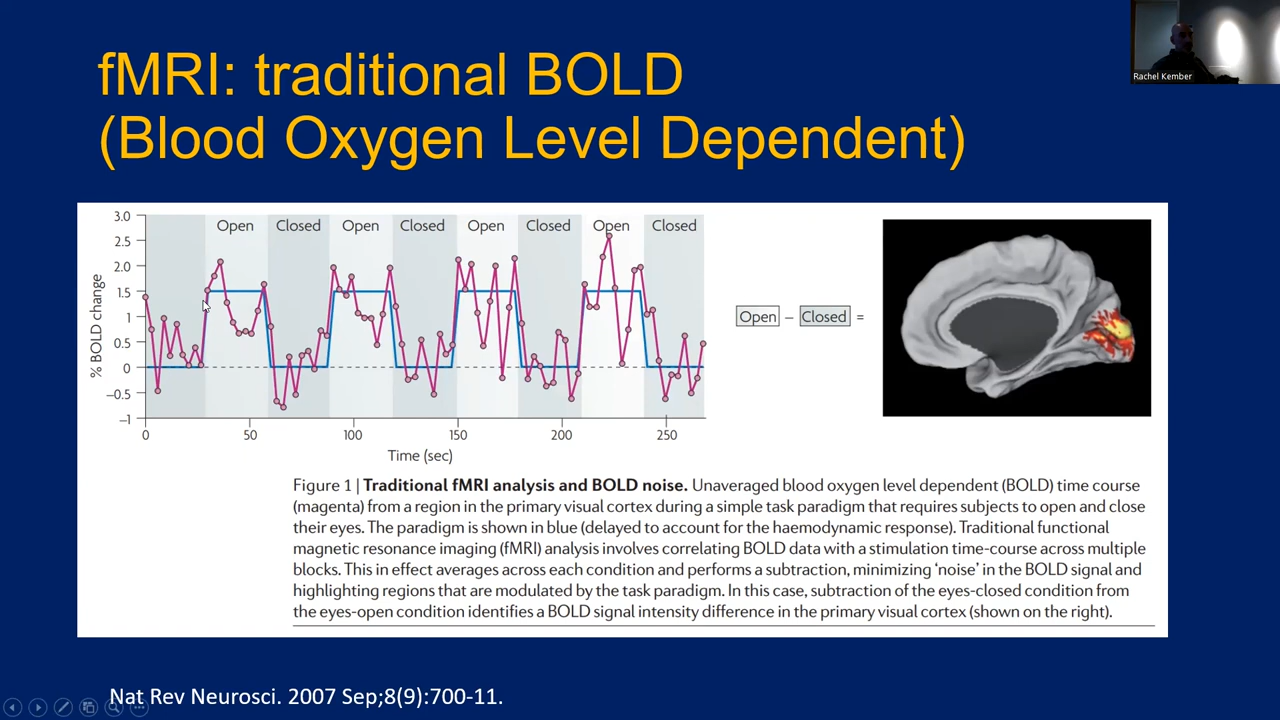 Rachel Kember
fMRI: traditional BOLD
(Blood Oxygen Level Dependent)
Open Closed Open Closed Open Closed Open Closed
3.0
2.5
2.0
1.5
1
0.5
0
−0.5
−1
% BOLD change
0 50 100 150 200 250
Time (sec)
Open − Closed =
Figure 1 | Traditional fMRI analysis and BOLD noise. Unaveraged blood oxygen level dependent (BOLD) time course
(magenta) from a region in the primary visual cortex during a simple task paradigm that requires subjects to open and close
their eyes. The paradigm is shown in blue (delayed to account for the haemodynamic response). Traditional functional
magnetic resonance imaging (fMRI) analysis involves correlating BOLD data with a stimulation time-course across multiple
blocks. This in effect averages across each condition and performs a subtraction, minimizing ‘noise’ in the BOLD signal and
highlighting regions that are modulated by the task paradigm. In this case, subtraction of the eyes-closed condition from
the eyes-open condition identifies a BOLD signal intensity difference in the primary visual cortex (shown on the right).
Nat Rev Neurosci. 2007 Sep;8(9):700-11.